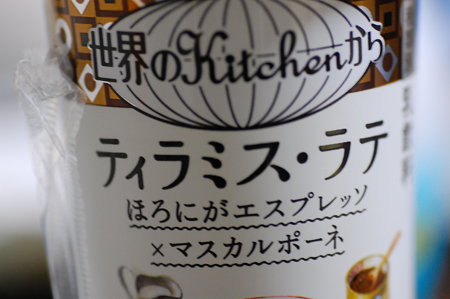 世界のKitchenから
ティラミス・ラテ
ほろにがエスプレッソ
×マスカルポーネ